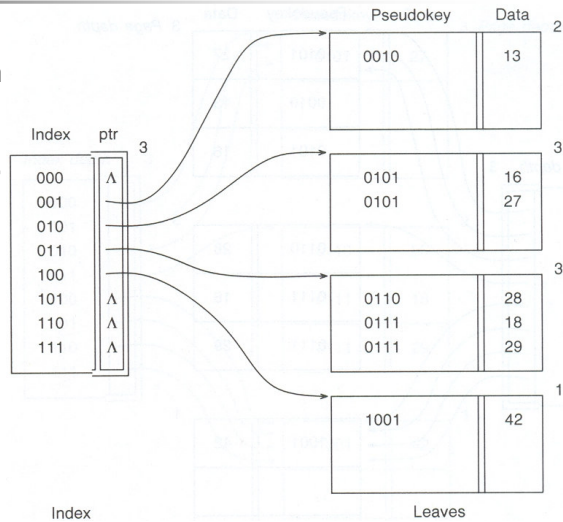 Pseudokey Data
2
0010 13
Index ptr
3
000 Λ
001
010
011
100
101 Λ
110 Λ
111 Λ
3
0101 16
0101 27
3
0110 28
0111 18
0111 29
1
1001 42
Index
Leaves